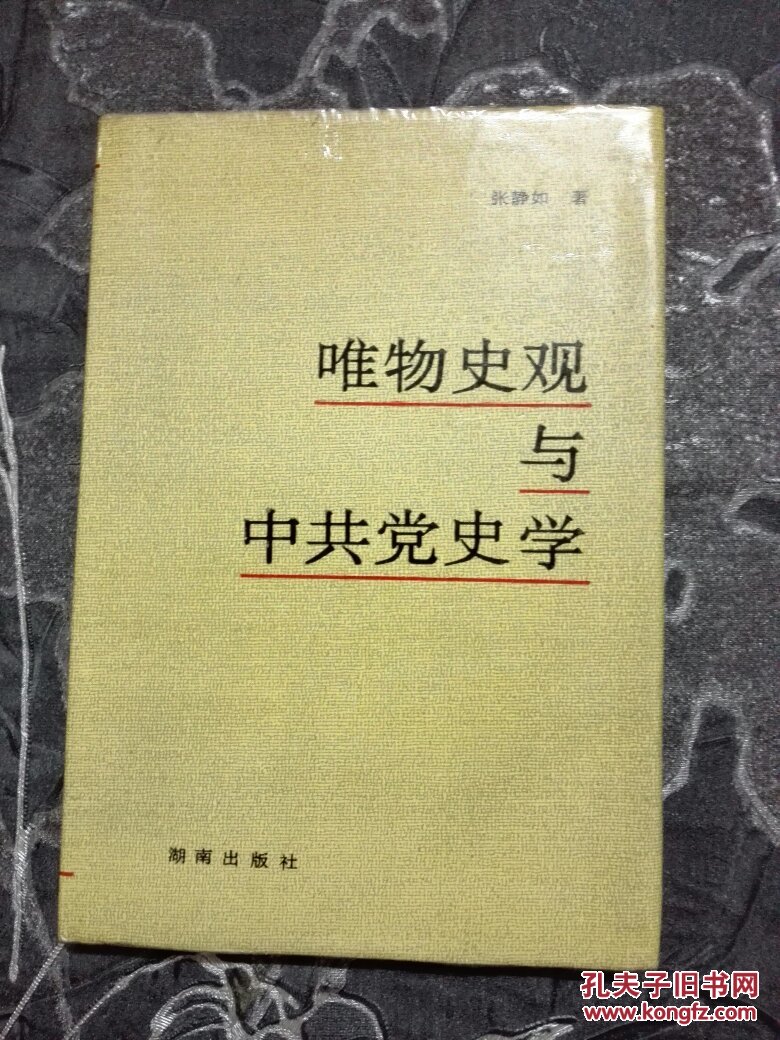 张静如 著
唯物史观
与
中共党史学
湖南出版社
孔夫子旧书网
www.kongfz.com